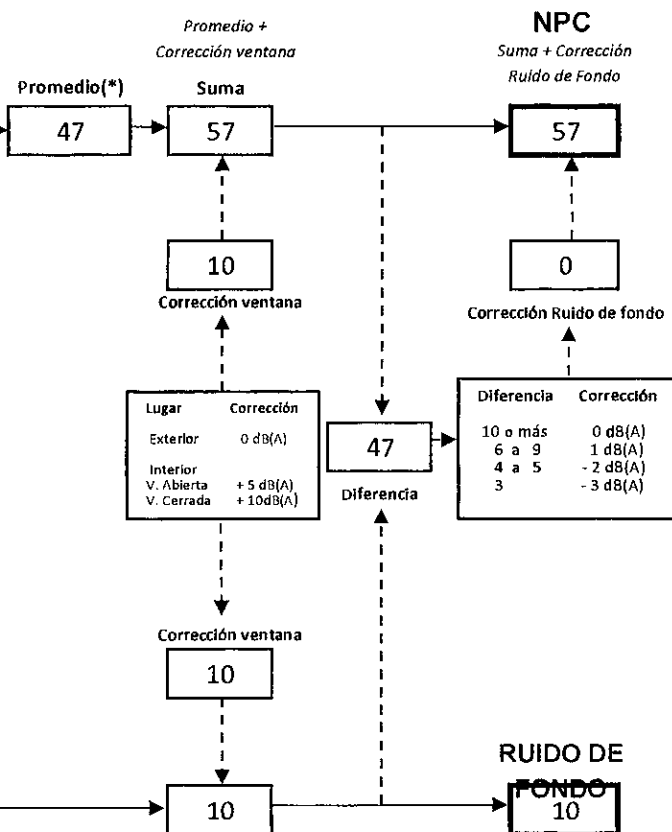 Promedio +
Corrección ventana
NPC
Suma + Corrección
Ruido de Fondo
Promedio(*)
Suma
47
57
57
10
0
Corrección ventana
Corrección Ruido de fondo
Lugar Corrección
Exterior 0 dB(A)
Interior
V. Abierta + 5 dB(A)
V. Cerrada + 10dB(A)
47
Diferencia
Diferencia Corrección
10 o más 0 dB(A)
6 a 9 1 dB(A)
4 a 5 - 2 dB(A)
3 - 3 dB(A)
Corrección ventana
10
RUIDO DE
FONDO
10
10